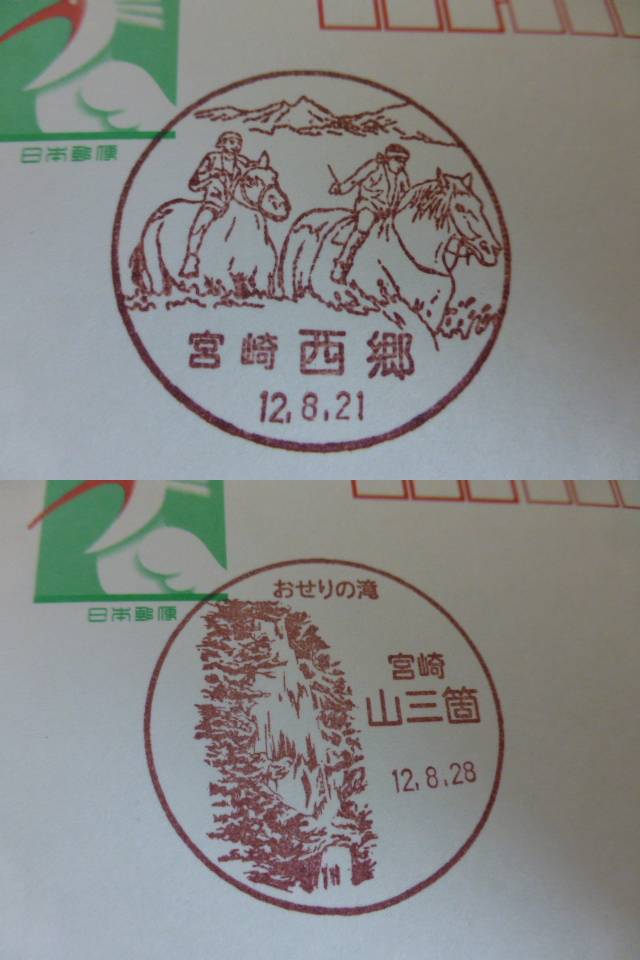 日本郵便
宮崎 西郷
12.8.21
日本郵便
おせりの滝
宮崎
山三箇
12.8.28